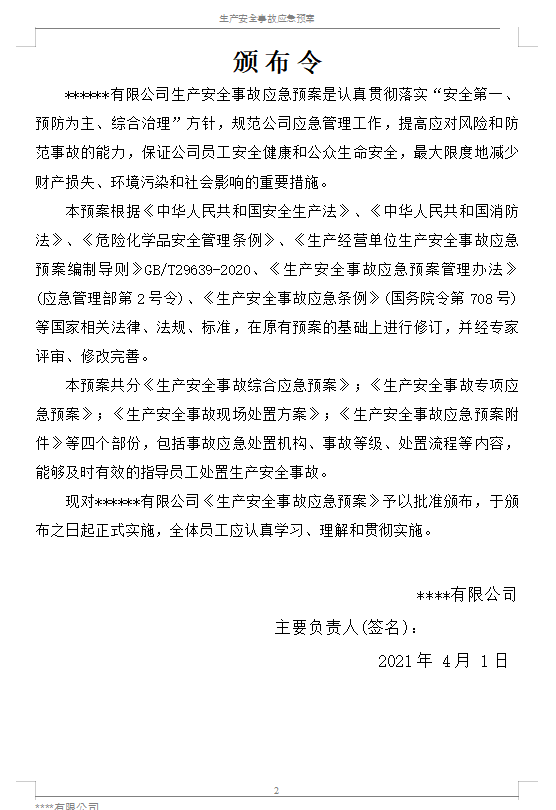 生产安全事故应急预案
颁布令
******有限公司生产安全事故应急预案是认真贯彻落实“安全第一、
预防为主、综合治理”方针，规范公司应急管理工作，提高应对风险和防
范事故的能力，保证公司员工安全健康和公众生命安全，最大限度地减少
财产损失、环境污染和社会影响的重要措施。
本预案根据《中华人民共和国安全生产法》、《中华人民共和国消防
法》、《危险化学品安全管理条例》、《生产经营单位生产安全事故应急
预案编制导则》GB/T29639-2020、《生产安全事故应急预案管理办法》
(应急管理部第2号令)、《生产安全事故应急条例》(国务院令第708号)
等国家相关法律、法规、标准，在原有预案的基础上进行修订，并经专家
评审、修改完善。
本预案共分《生产安全事故综合应急预案》；《生产安全事故专项应
急预案》；《生产安全事故现场处置方案》；《生产安全事故应急预案附
件》等四个部份，包括事故应急处置机构、事故等级、处置流程等内容，
能够及时有效的指导员工处置生产安全事故。
现对******有限公司《生产安全事故应急预案》予以批准颁布，于颁
布之日起正式实施，全体员工应认真学习、理解和贯彻实施。
****有限公司
主要负责人(签名)：
2021年 4月 1日
2
****有限公司